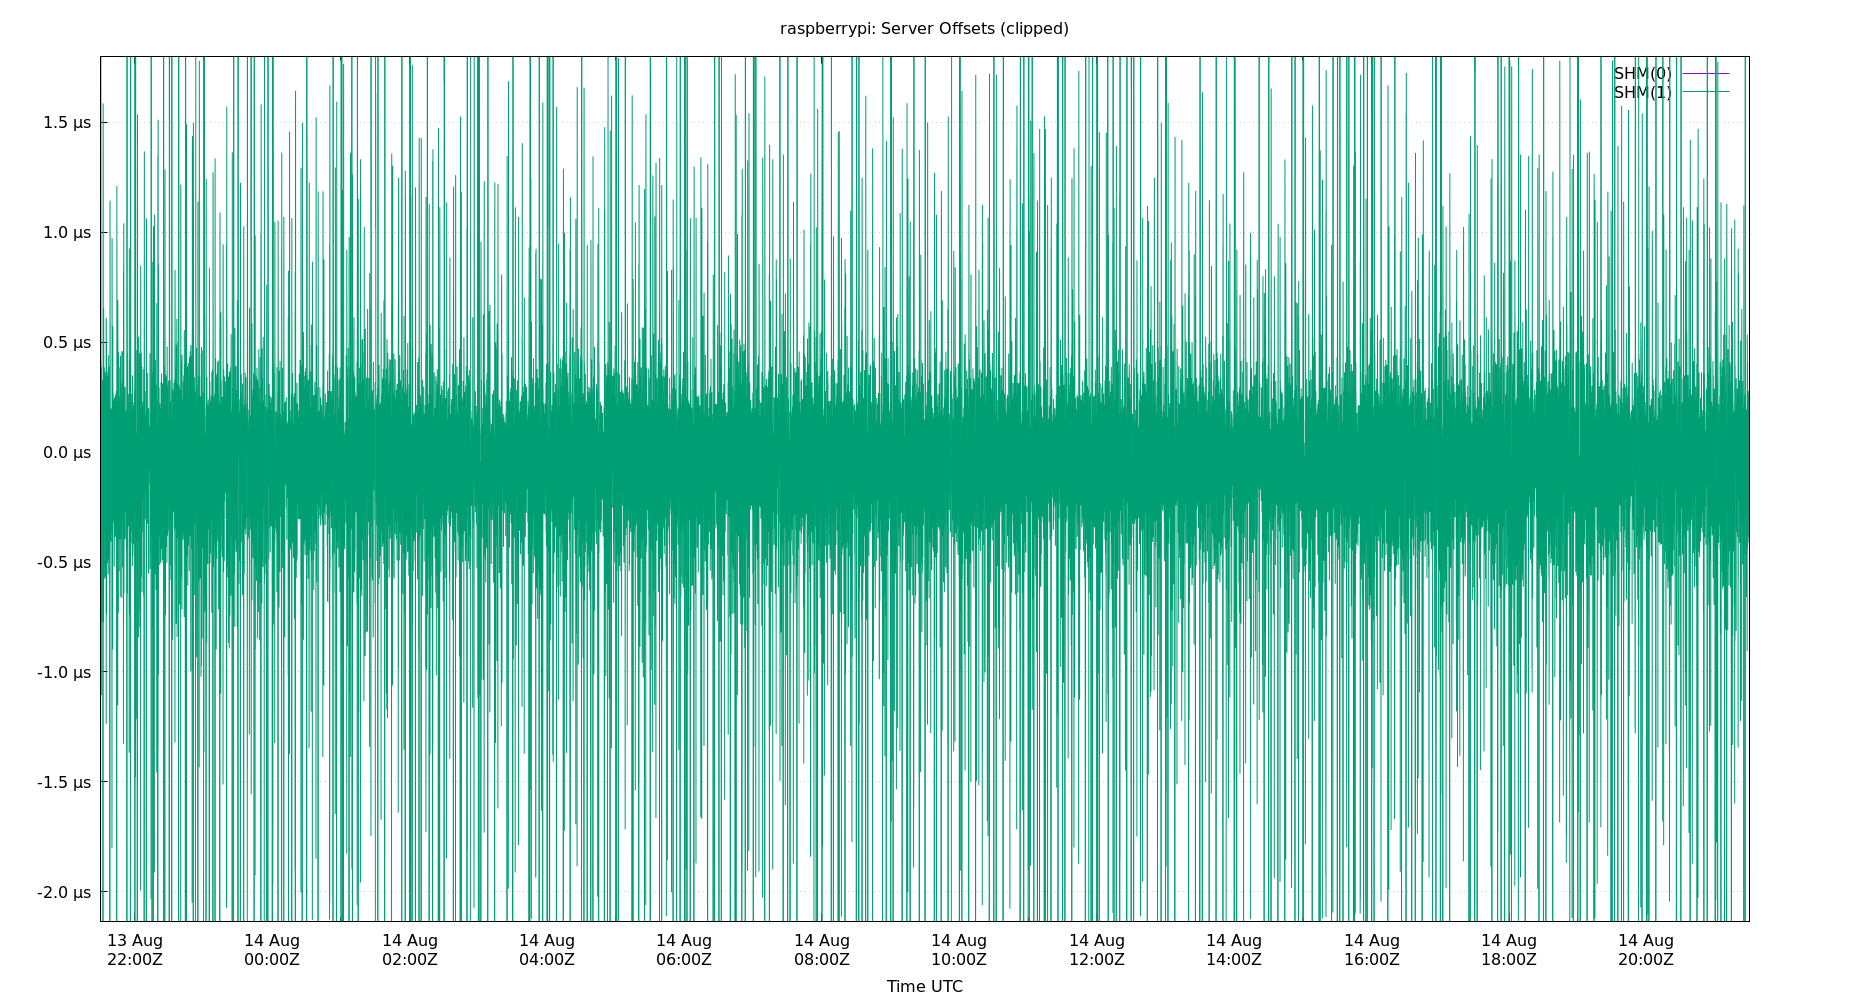 raspberrypi: Server Offsets (clipped)
SHM(0)
SHM(1)
1.5 µs
1.0 µs
0.5 µs
0.0 µs
-0.5 µs
-1.0 µs
-1.5 µs
-2.0 µs
13 Aug 14 Aug 14 Aug 14 Aug 14 Aug 14 Aug 14 Aug 14 Aug 14 Aug 14 Aug 14 Aug 14 Aug
22:00Z 00:00Z 02:00Z 04:00Z 06:00Z 08:00Z 10:00Z 12:00Z 14:00Z 16:00Z 18:00Z 20:00Z
Time UTC